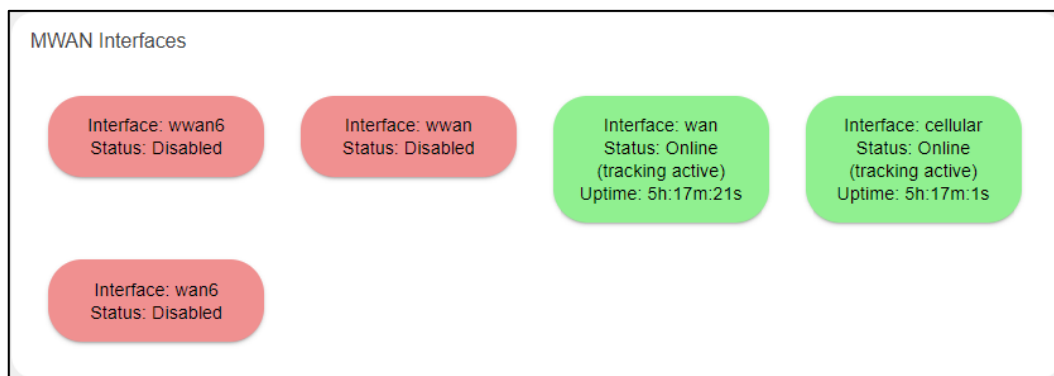 MWAN Interfaces
Interface: wwan6
Status: Disabled
Interface: wwan
Status: Disabled
Interface: wan
Status: Online
(tracking active)
Uptime: 5h:17m:21s
Interface: cellular
Status: Online
(tracking active)
Uptime: 5h:17m:1s
Interface: wan6
Status: Disabled